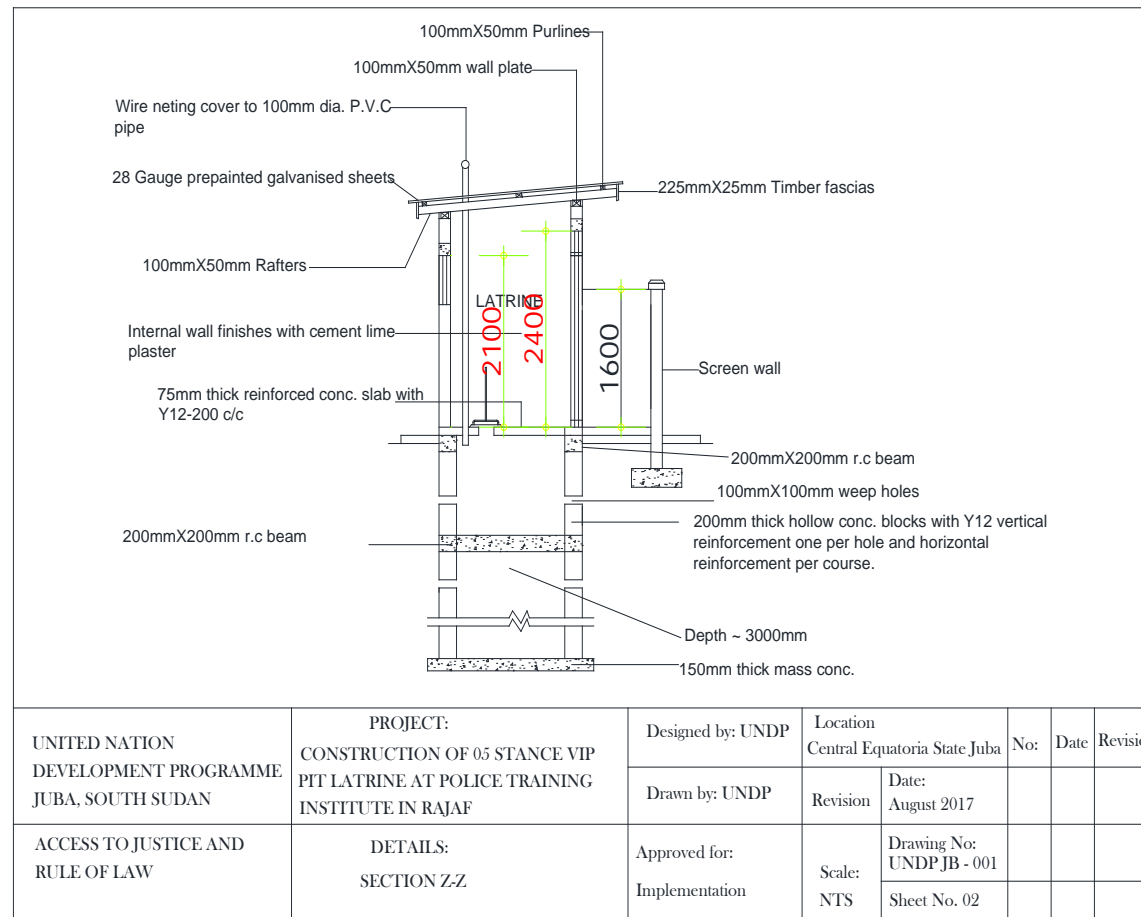 100mmX50mm Purlines
100mmX50mm wall plate
Wire neting cover to 100mm dia. P.V.C
pipe
28 Gauge prepainted galvanised sheets
225mmX25mm Timber fascias
100mmX50mm Rafters
LATRINE
2100
2400
1600
Internal wall finishes with cement lime
plaster
Screen wall
75mm thick reinforced conc. slab with
Y12-200 c/c
200mmX200mm r.c beam
100mmX100mm weep holes
200mm thick hollow conc. blocks with Y12 vertical
reinforcement one per hole and horizontal
reinforcement per course.
200mmX200mm r.c beam
Depth ~ 3000mm
150mm thick mass conc.
UNITED NATION
DEVELOPMENT PROGRAMME
JUBA, SOUTH SUDAN
PROJECT:
CONSTRUCTION OF 05 STANCE VIP
PIT LATRINE AT POLICE TRAINING
INSTITUTE IN RAJAF
Designed by: UNDP
Location
Central Equatoria State Juba
No:
Date
Revisio
Drawn by: UNDP
Revision
Date:
August 2017
ACCESS TO JUSTICE AND
RULE OF LAW
DETAILS:
SECTION Z-Z
Approved for:
Implementation
Scale:
NTS
Drawing No:
UNDP JB - 001
Sheet No. 02